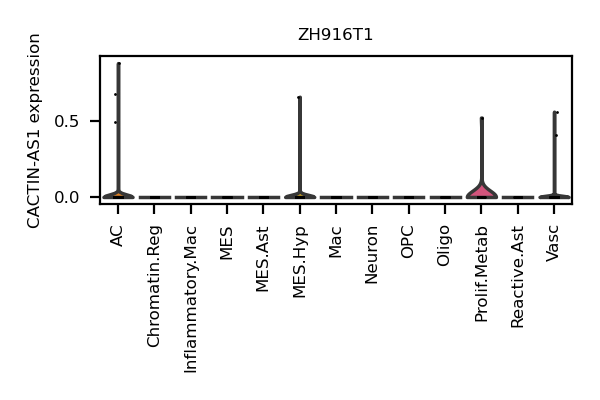 ZH916T1
CACTIN-AS1 expression
0.5
0.0
AC
Chromatin.Reg
Inflammatory.Mac
MES
MES.Ast
MES.Hyp
Mac
Neuron
OPC
Oligo
Prolif.Metab
Reactive.Ast
Vasc